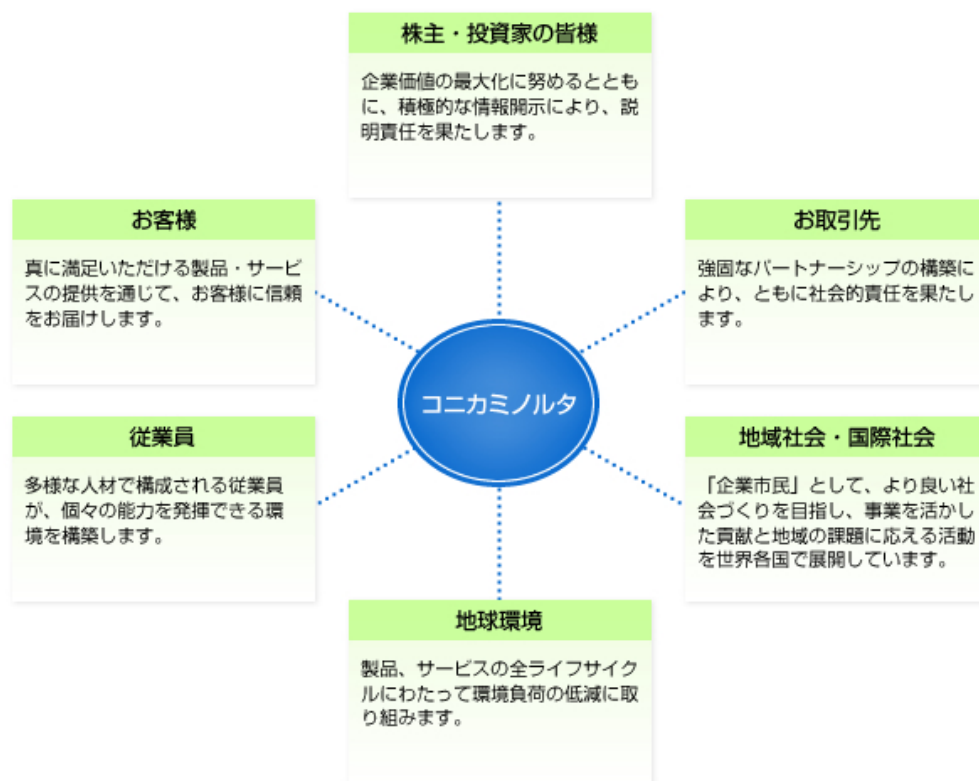 株主・投資家の皆様
企業価値の最大化に努めるととも
に、積極的な情報開示により、説
明責任を果たします。
お客様
真に満足いただける製品・サービ
スの提供を通じて、お客様に信頼
をお届けします。
お取引先
強固なパートナーシップの構築に
より、ともに社会的責任を果たし
ます。
コニカミノルタ
従業員
多様な人材で構成される従業員
が、個々の能力を発揮できる環
境を構築します。
地域社会・国際社会
「企業市民」として、より良い社
会づくりを目指し、事業を活かし
た貢献と地域の課題に応える活動
を世界各国で展開しています。
地球環境
製品、サービスの全ライフサイク
ルにわたって環境負荷の低減に取
り組みます。